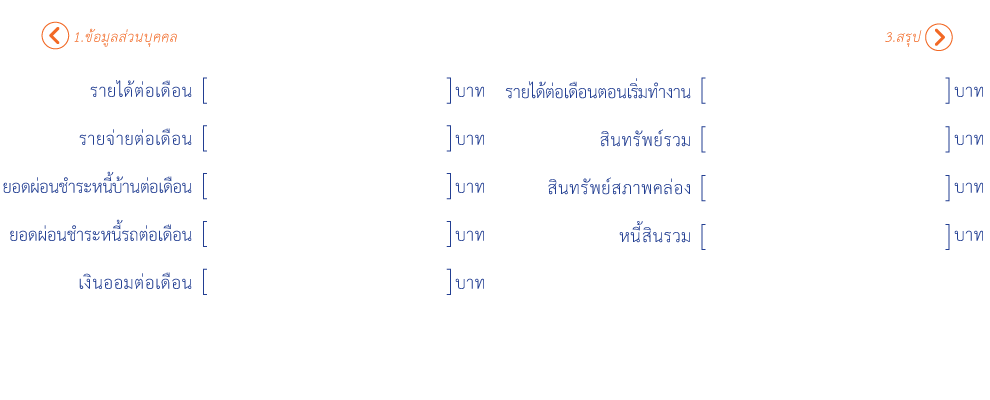 1.ข้อมูลส่วนบุคคล 3.สรุป
รายได้ต่อเดือน [ ] บาท รายได้ต่อเดือนตอนเริ่มทำงาน [ ] บาท
รายจ่ายต่อเดือน [ ] บาท สินทรัพย์รวม [ ] บาท
ยอดผ่อนชำระหนี้บ้านต่อเดือน [ ] บาท สินทรัพย์สภาพคล่อง [ ] บาท
ยอดผ่อนชำระหนี้รถต่อเดือน [ ] บาท หนี้สินรวม [ ] บาท
เงินออมต่อเดือน [ ] บาท